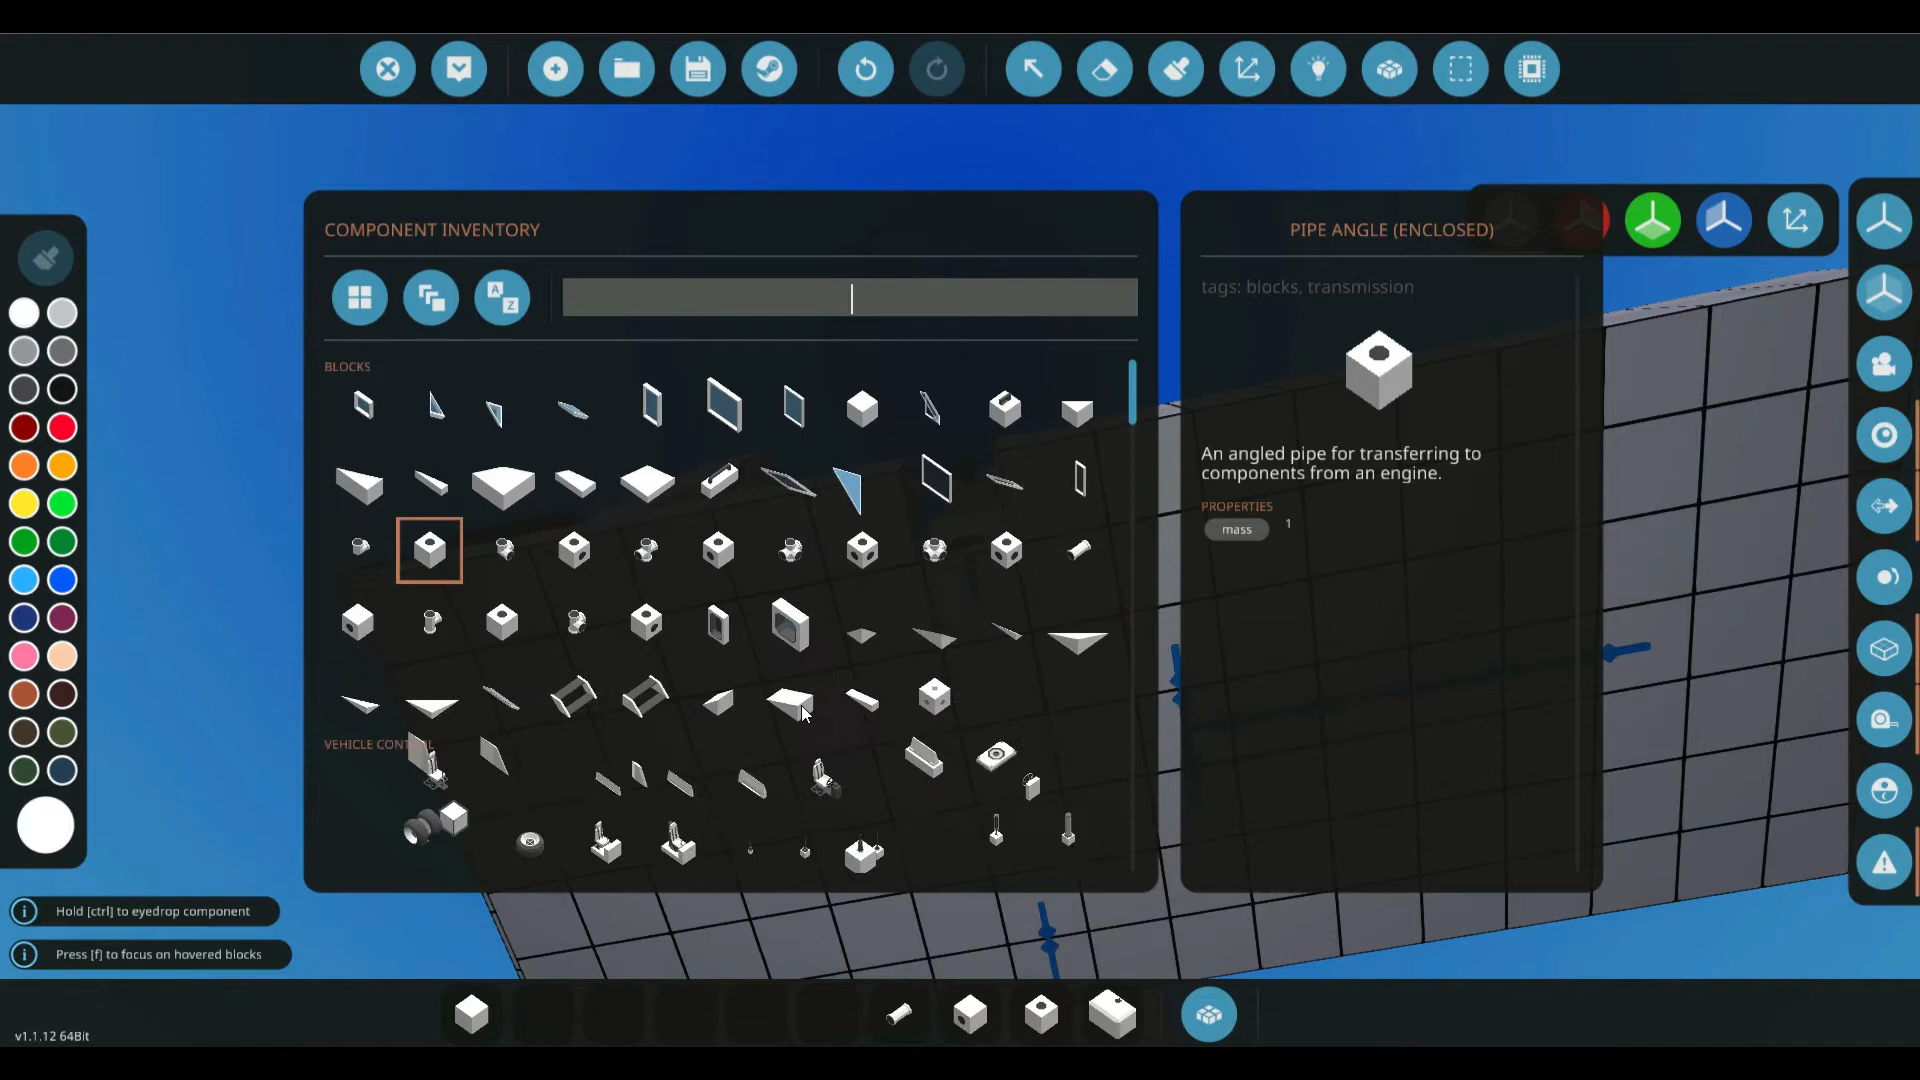 COMPONENT INVENTORY
A
Z
BLOCKS
VEHICLE CONTROL
PIPE ANGLE (ENCLOSED)
tags: blocks, transmission
An angled pipe for transferring to
components from an engine.
PROPERTIES
mass 1
Hold [ctrl] to eyedrop component
Press [f] to focus on hovered blocks
v1.1.12 64Bit